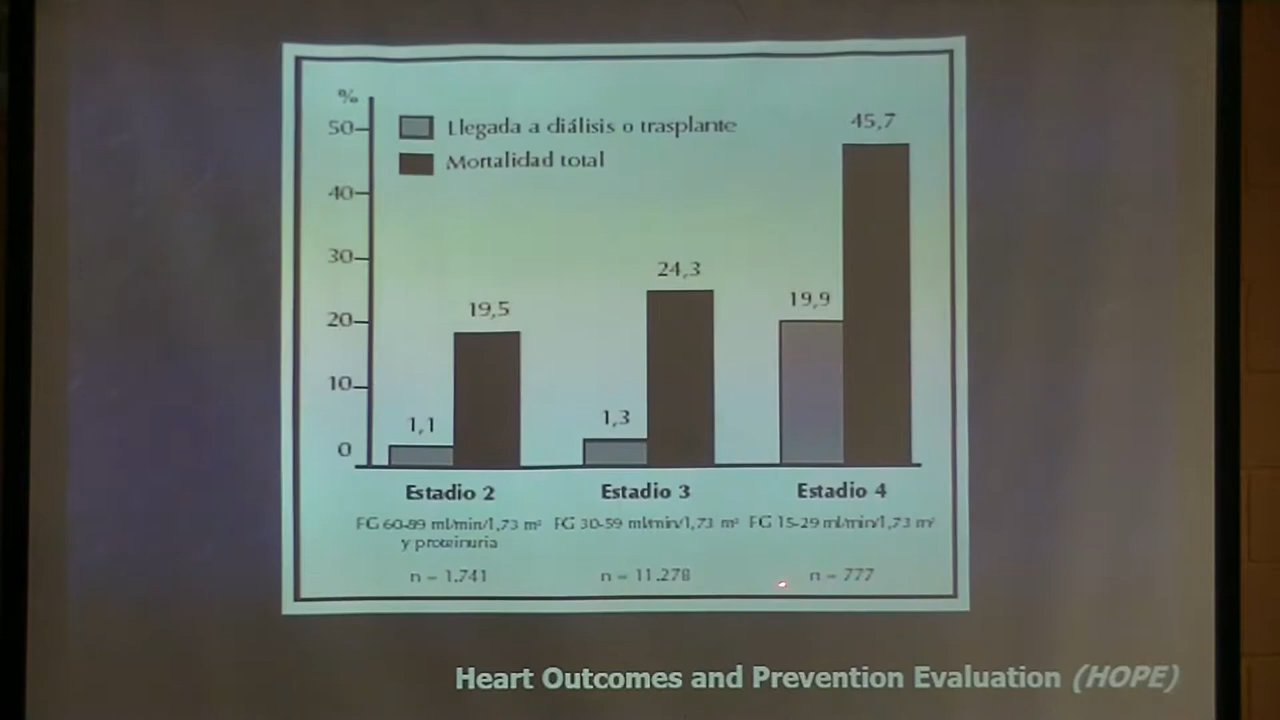 %
50
Llegada a diálisis o trasplante
Mortalidad total
45,7
40
30
24,3
19,5
19,9
20
10
1,1
1,3
0
Estadio 2
Estadio 3
Estadio 4
FG 60-89 ml/min/1,73 m²
y proteinuria
FG 30-59 ml/min/1,73 m²
FG 15-29 ml/min/1,73 m²
n = 1.741
n = 11.278
n = 777
Heart Outcomes and Prevention Evaluation (HOPE)